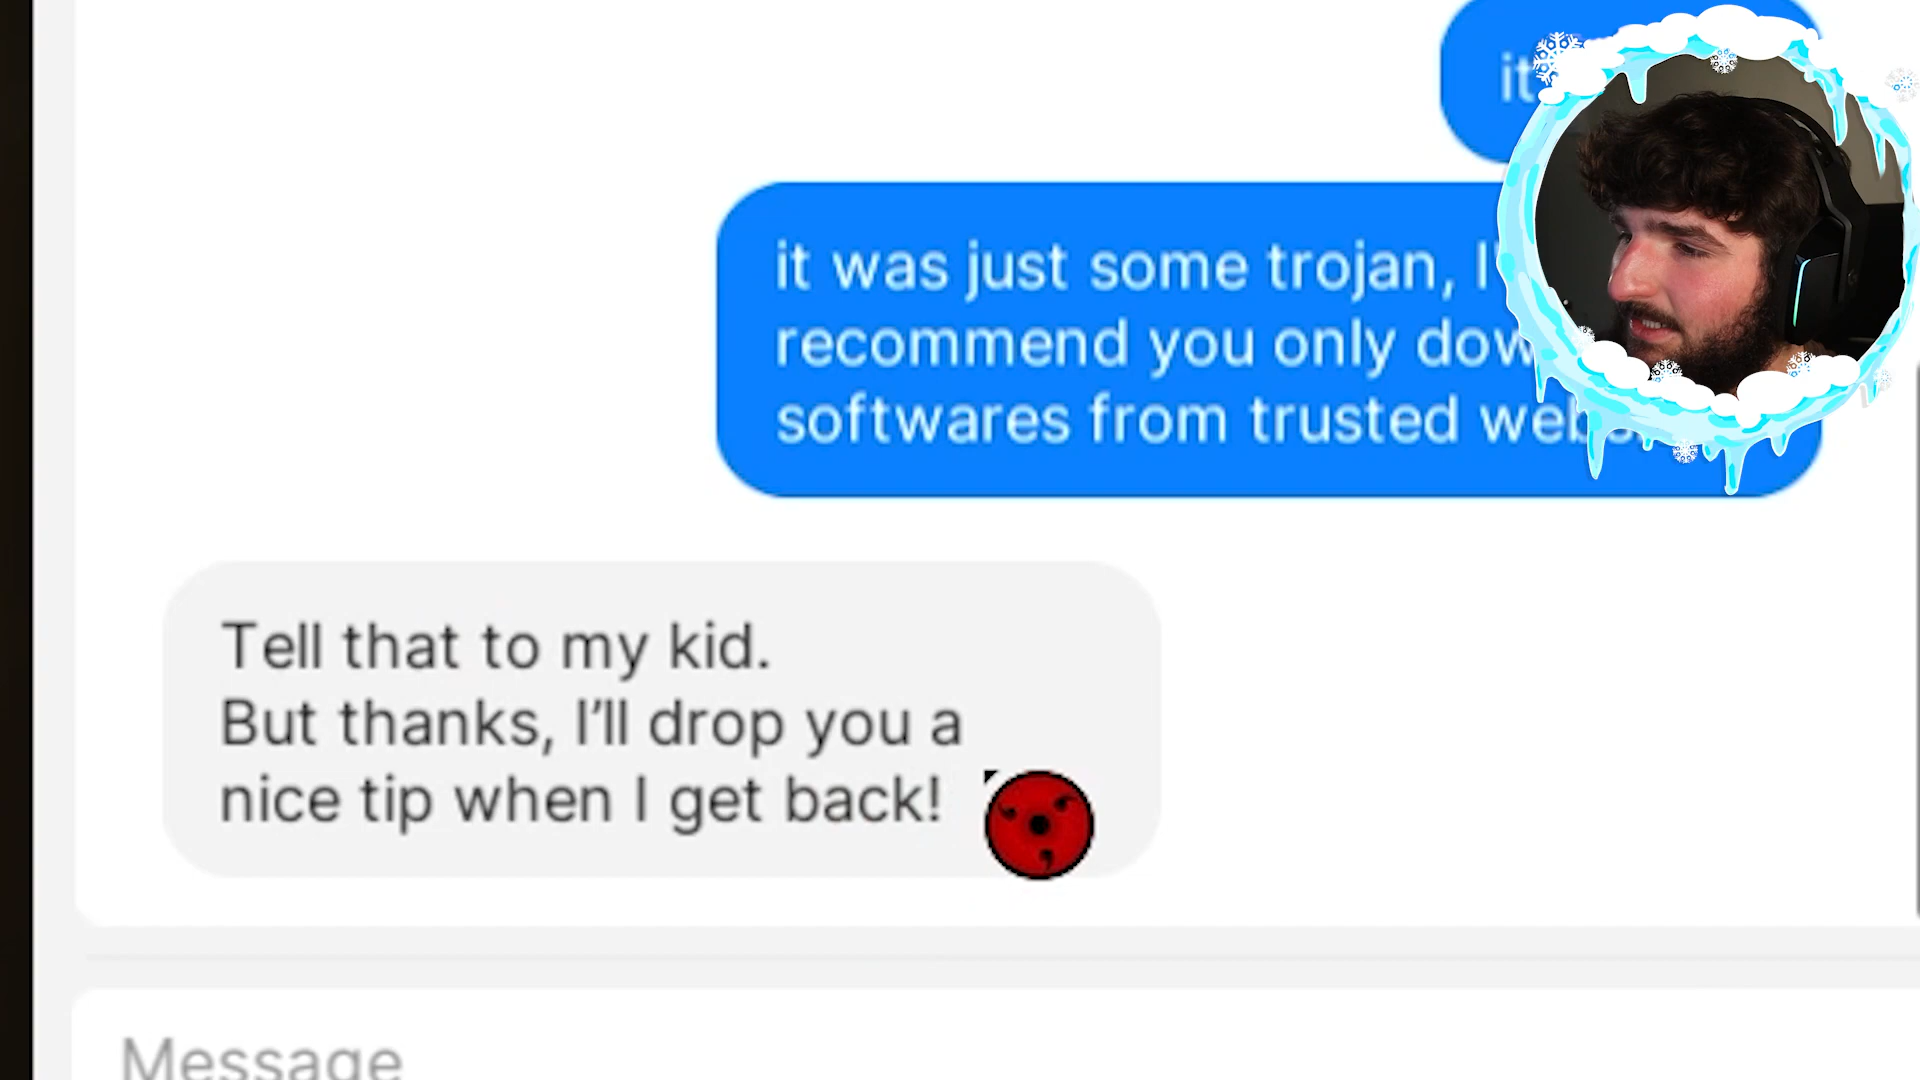 it
it was just some trojan, I'
recommend you only dow
softwares from trusted webs
Tell that to my kid.
But thanks, I’ll drop you a
nice tip when I get back!
Message